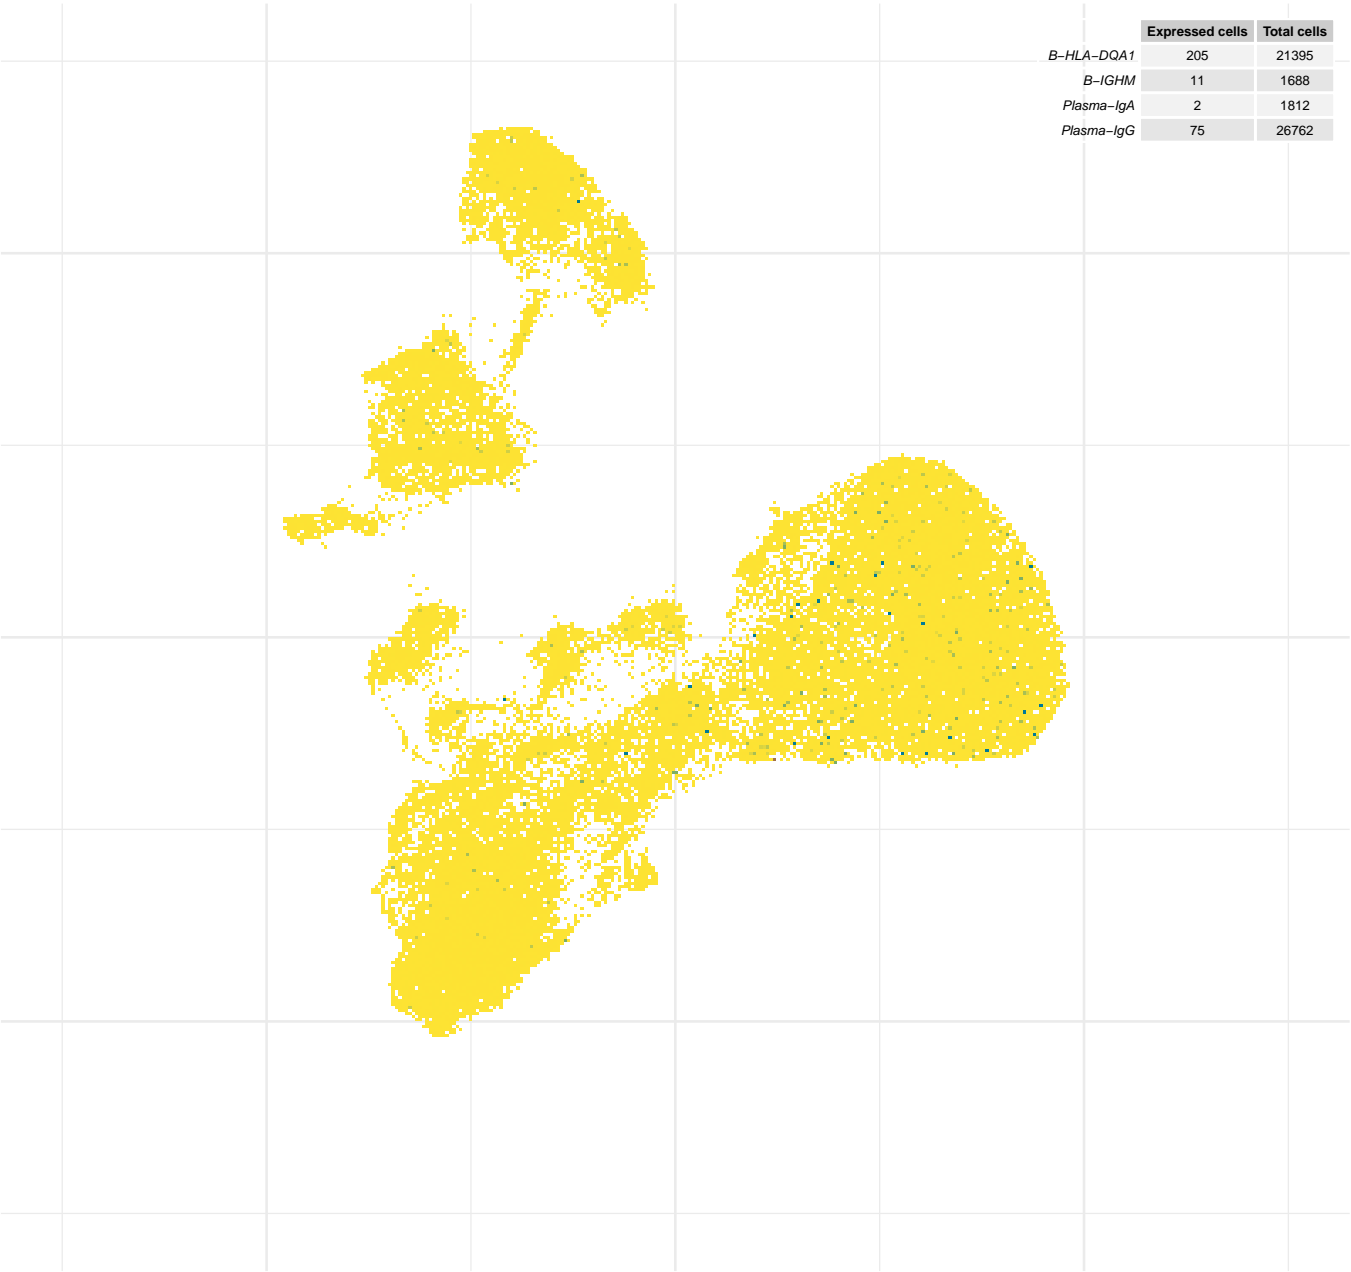 Expressed cells Total cells
B−HLA−DQA1 205 21395
B−IGHM 11 1688
Plasma−IgA 2 1812
Plasma−IgG 75 26762